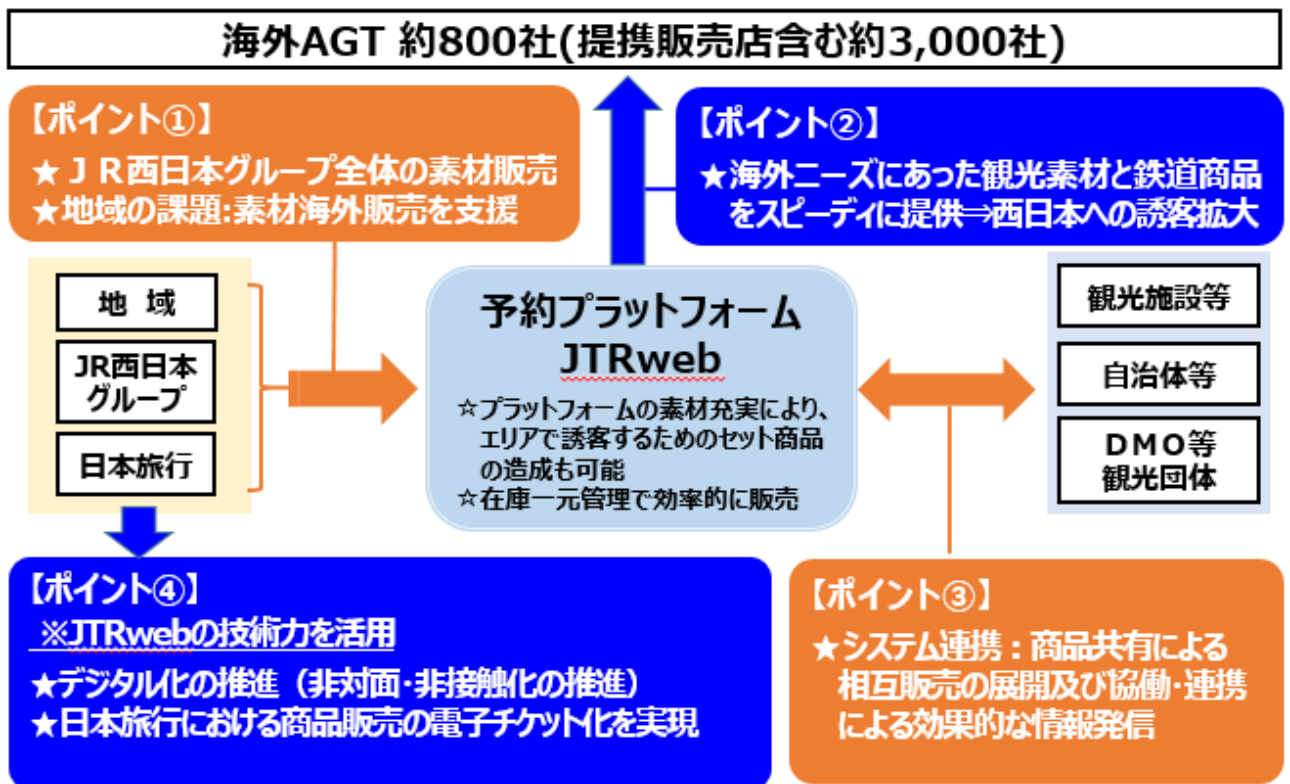 海外AGT 約800社(提携販売店含む約3,000社)
【ポイント①】
★ＪＲ西日本グループ全体の素材販売
★地域の課題:素材海外販売を支援
【ポイント②】
★海外ニーズにあった観光素材と鉄道商品
をスピーディに提供⇒西日本への誘客拡大
地 域
JR西日本
グループ
日本旅行
予約プラットフォーム
JTRweb
☆プラットフォームの素材充実により、
エリアで誘客するためのセット商品
の造成も可能
☆在庫一元管理で効率的に販売
観光施設等
自治体等
ＤＭＯ等
観光団体
【ポイント④】
※JTRwebの技術力を活用
★デジタル化の推進（非対面･非接触化の推進）
★日本旅行における商品販売の電子チケット化を実現
【ポイント③】
★システム連携：商品共有による
相互販売の展開及び協働･連携
による効果的な情報発信